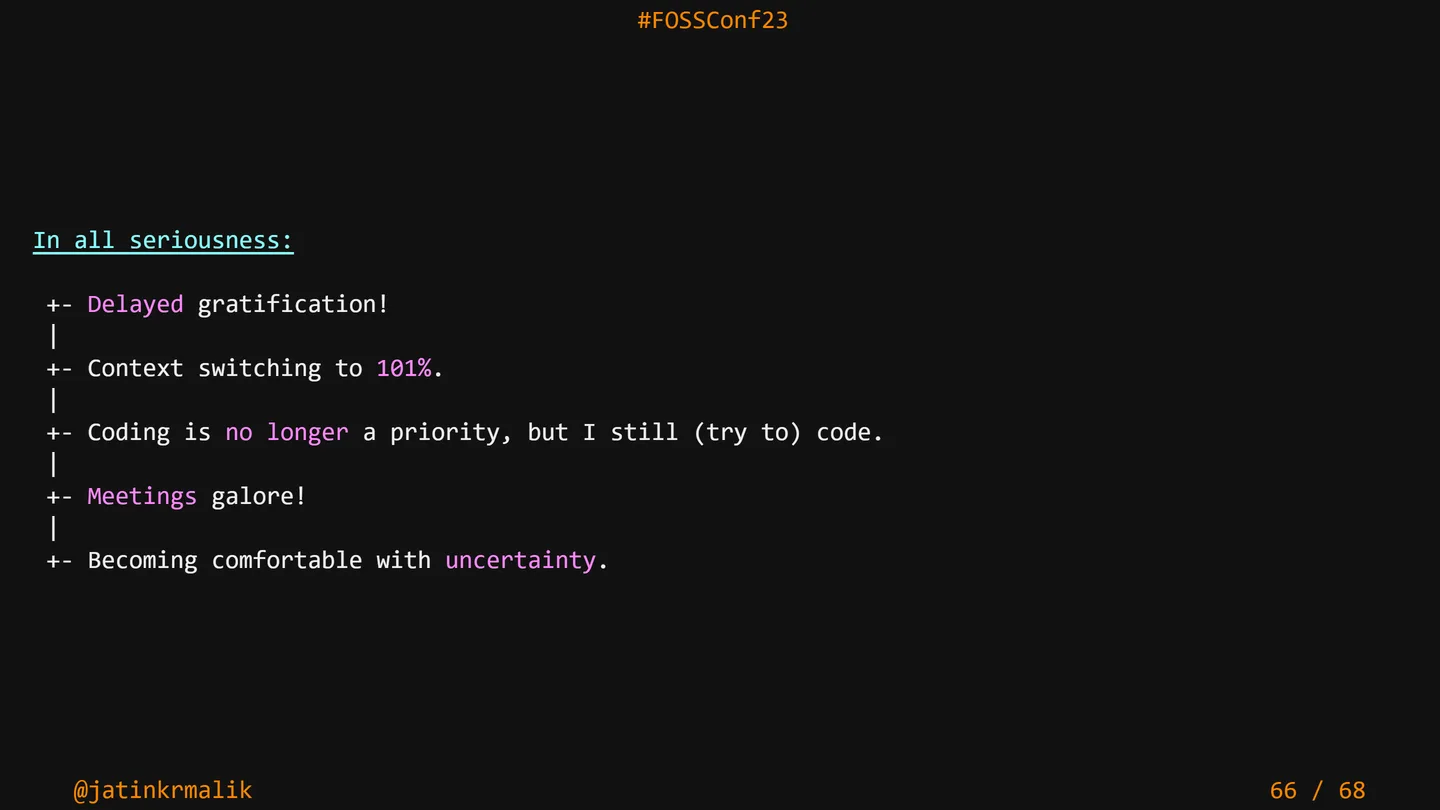 #FOSSConf23
In all seriousness:
+- Delayed gratification!
|
+- Context switching to 101%.
|
+- Coding is no longer a priority, but I still (try to) code.
|
+- Meetings galore!
|
+- Becoming comfortable with uncertainty.
@jatinkrmalik
66 / 68